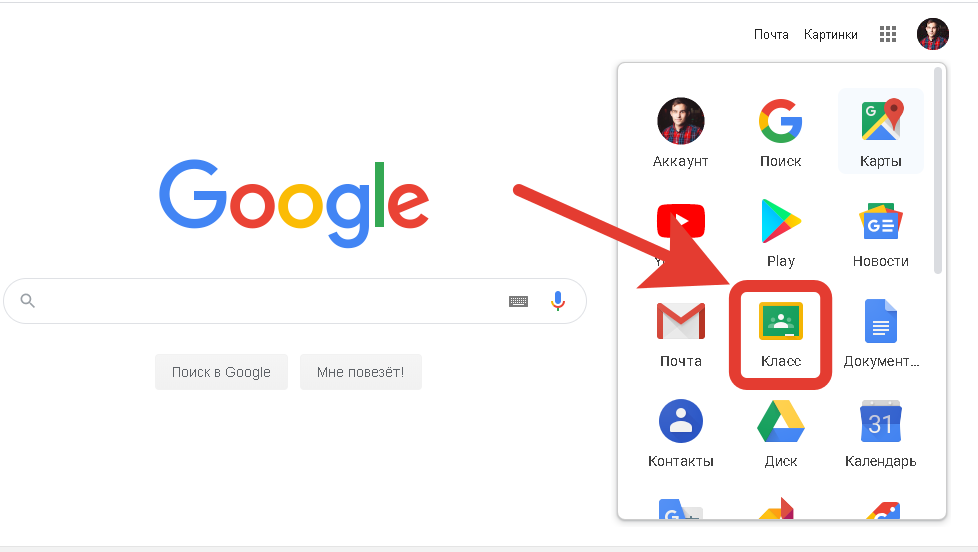 Почта Картинки
Google
Поиск в Google Мне повезёт!
Аккаунт Поиск Карты
Play Новости
Почта Класс Документ...
Контакты Диск Календарь
31